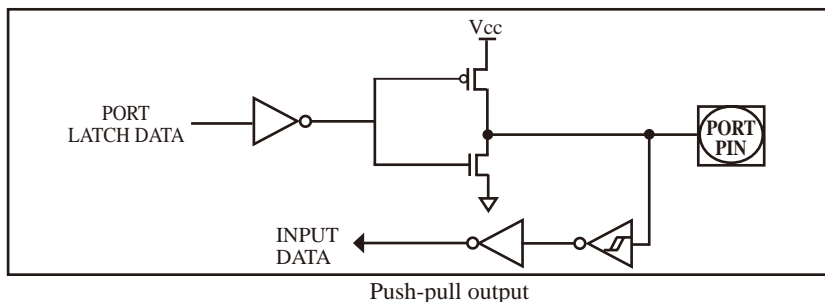 Vcc
PORT
LATCH DATA
PORT
PIN
INPUT
DATA
Push-pull output